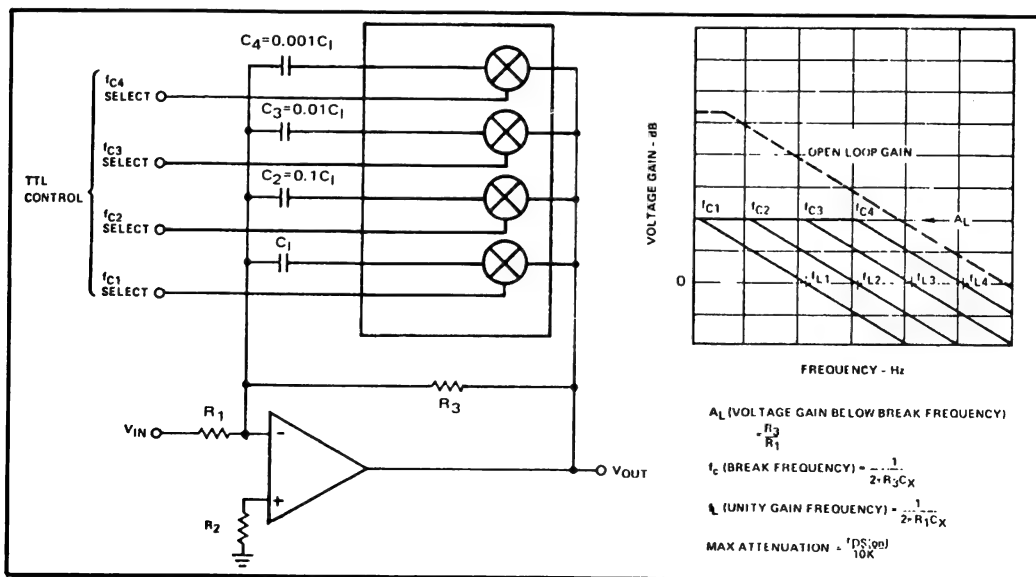 C4=0.001C1
fC4
SELECT
C3=0.01C1
fC3
SELECT
TTL
CONTROL
C2=0.1C1
fC2
SELECT
C1
fC1
SELECT
R3
R1
VIN
-
+
VOUT
R2
VOLTAGE GAIN - dB
OPEN LOOP GAIN
fC1 fC2 fC3 fC4
AL
0
fL1 fL2 fL3 fL4
FREQUENCY - Hz
AL (VOLTAGE GAIN BELOW BREAK FREQUENCY)
= R3/R1
fc (BREAK FREQUENCY) = 1/2πR3CX
fL (UNITY GAIN FREQUENCY) = 1/2πR1CX
MAX ATTENUATION = rDS(on)/10K